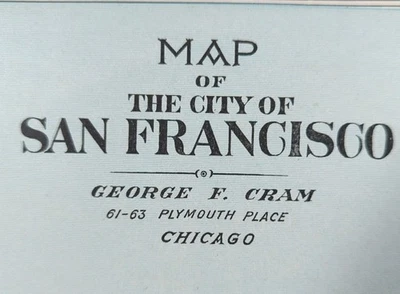 MAP
OF
THE CITY OF
SAN FRANCISCO
GEORGE F. CRAM
61-63 PLYMOUTH PLACE
CHICAGO